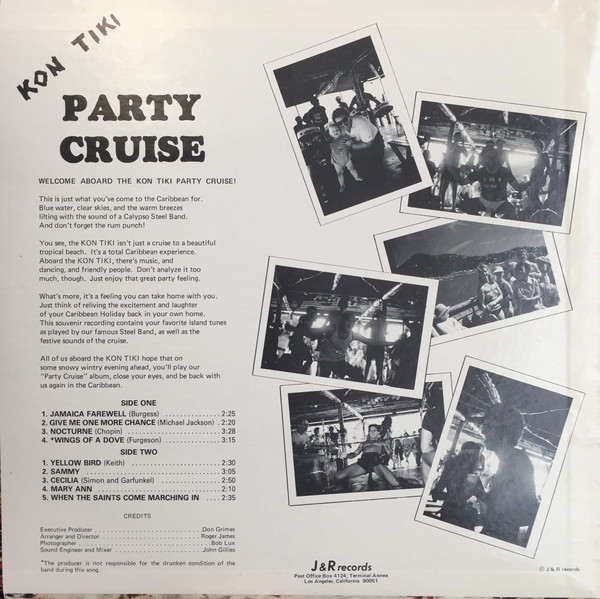 KON TIKI
PARTY
CRUISE
WELCOME ABOARD THE KON TIKI PARTY CRUISE!
This is just what you've come to the Caribbean for.
Blue water, clear skies, and the warm breezes
lilting with the sound of a Calypso Steel Band.
And don't forget the rum punch!
You see, the KON TIKI isn't just a cruise to a beautiful
tropical beach. It's a total Caribbean experience.
Aboard the KON TIKI, there's music, and
dancing, and friendly people. Don't analyze it too
much, though. Just enjoy that great party feeling.
What's more, it's a feeling you can take home with you.
Just think of reliving the excitement and laughter
of your Caribbean Holiday back in your own home.
This souvenir recording contains your favorite island tunes
as played by our famous Steel Band, as well as the
festive sounds of the cruise.
All of us aboard the KON TIKI hope that on
some snowy wintry evening ahead, you'll play our
"Party Cruise" album, close your eyes, and be back with
us again in the Caribbean.
SIDE ONE
1. JAMAICA FAREWELL (Burgess) . . . . . . . . . . . . . 2:25
2. GIVE ME ONE MORE CHANCE (Michael Jackson) . 2:20
3. NOCTURNE (Chopin) . . . . . . . . . . . . . . . . . . 3:28
4. *WINGS OF A DOVE (Furgeson) . . . . . . . . . . . . 3:15
SIDE TWO
1. YELLOW BIRD (Keith) . . . . . . . . . . . . . . . . . . 2:30
2. SAMMY . . . . . . . . . . . . . . . . . . . . . . . . . . 3:05
3. CECILIA (Simon and Garfunkel) . . . . . . . . . . . . 2:50
4. MARY ANN . . . . . . . . . . . . . . . . . . . . . . . . 2:10
5. WHEN THE SAINTS COME MARCHING IN . . . . 2:35
CREDITS
Executive Producer . . . . . . . . . . . . . . . . . . . . . . Don Grimes
Arranger and Director . . . . . . . . . . . . . . . . . . . . Roger James
Photographer . . . . . . . . . . . . . . . . . . . . . . . . . . Bob Lux
Sound Engineer and Mixer . . . . . . . . . . . . . . . . . John Gillies
*The producer is not responsible for the drunken condition of the
band during this song.
J & R records
Post Office Box 4124, Terminal Annex
Los Angeles, California 90051
Ⓟ J & R records